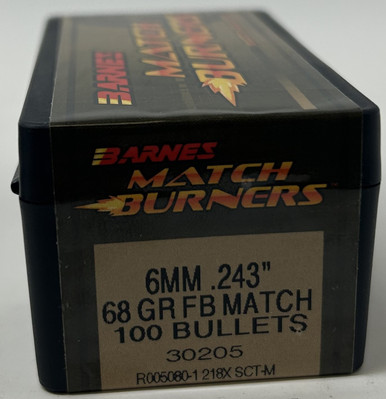 BARNES
MATCH
BURNERS
BARNES
MATCH
BURNERS
6MM .243"
68 GR FB MATCH
100 BULLETS
30205
R005080-1 218X SCT-M